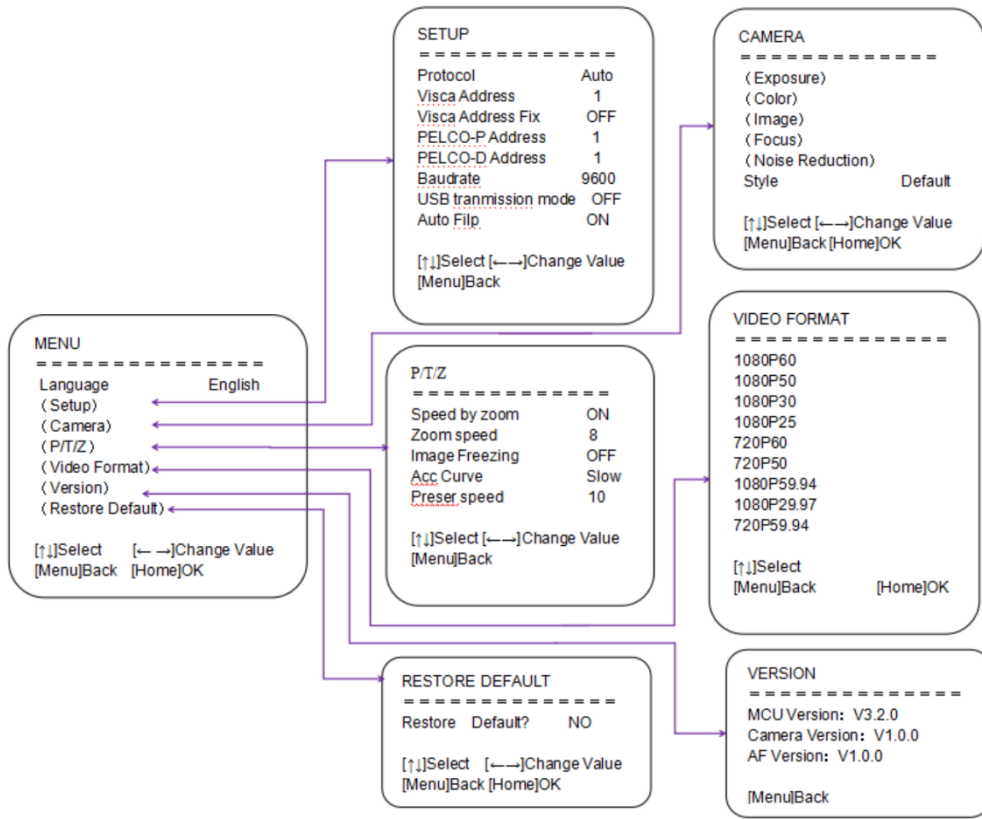 MENU
= = = = = = = = = = = = = = = = =
Language English
(Setup)
(Camera)
(P/T/Z)
(Video Format)
(Version)
(Restore Default)
[↑↓]Select [← →]Change Value
[Menu]Back [Home]OK
SETUP
= = = = = = = = = = = = = = =
Protocol Auto
Visca Address 1
Visca Address Fix OFF
PELCO-P Address 1
PELCO-D Address 1
Baudrate 9600
USB tranmission mode OFF
Auto Filp ON
[↑↓]Select [←→]Change Value
[Menu]Back
CAMERA
= = = = = = = = = = = = =
(Exposure)
(Color)
(Image)
(Focus)
(Noise Reduction)
Style Default
[↑↓]Select [←→]Change Value
[Menu]Back [Home]OK
P/T/Z
= = = = = = = = = = = = =
Speed by zoom ON
Zoom speed 8
Image Freezing OFF
Acc Curve Slow
Preser speed 10
[↑↓]Select [←→]Change Value
[Menu]Back
VIDEO FORMAT
= = = = = = = = = = = = = =
1080P60
1080P50
1080P30
1080P25
720P60
720P50
1080P59.94
1080P29.97
720P59.94
[↑↓]Select
[Menu]Back [Home]OK
RESTORE DEFAULT
= = = = = = = = = = = = = =
Restore Default? NO
[↑↓]Select [←→]Change Value
[Menu]Back [Home]OK
VERSION
= = = = = = = = = = = = = =
MCU Version: V3.2.0
Camera Version: V1.0.0
AF Version: V1.0.0
[Menu]Back